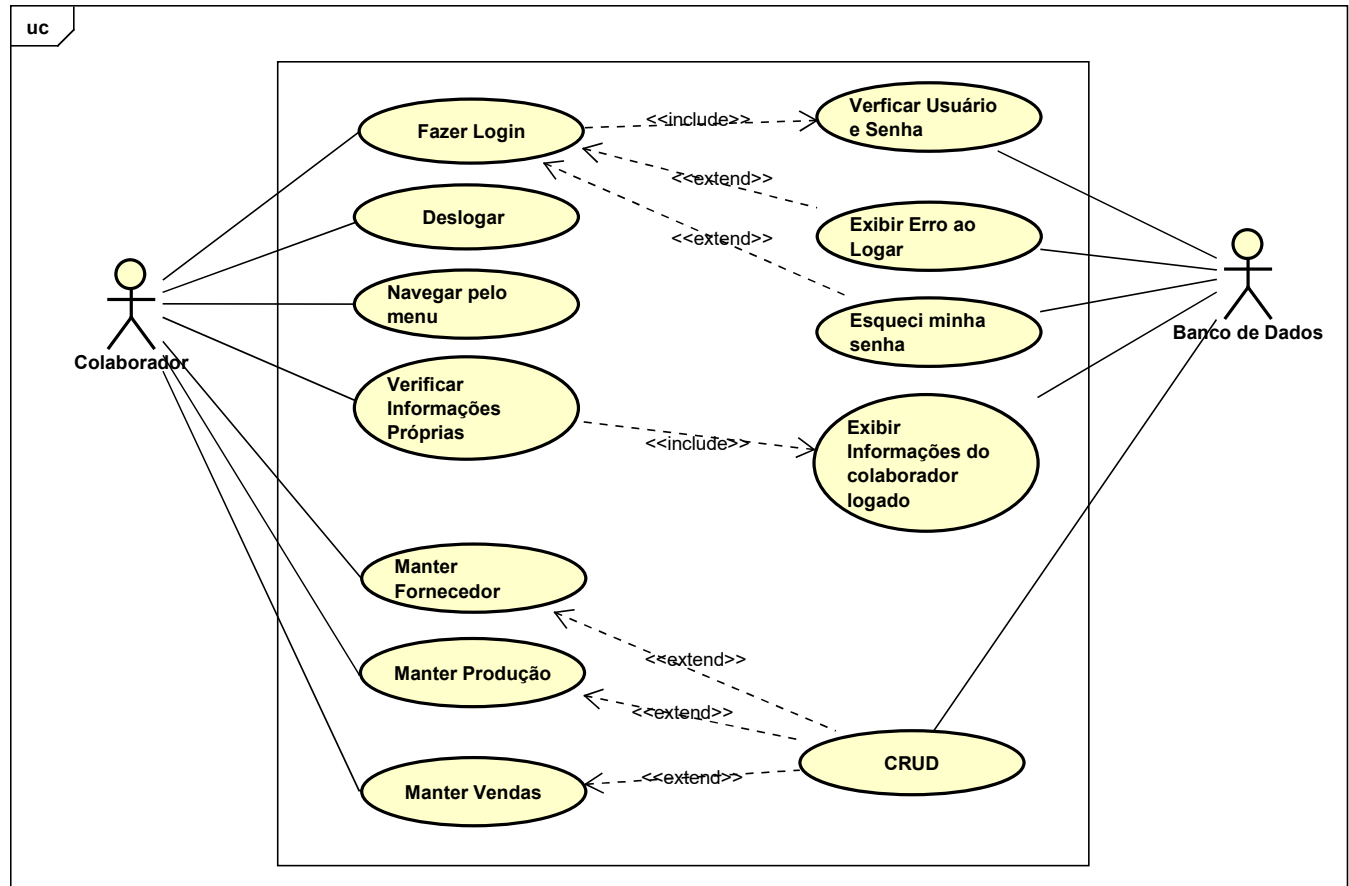 uc
Fazer Login
<<include>>
Verficar Usuário
e Senha
<<extend>>
Deslogar
Exibir Erro ao
Logar
<<extend>>
Navegar pelo
menu
Esqueci minha
senha
Colaborador
Banco de Dados
Verificar
Informações
Próprias
<<include>>
Exibir
Informações do
colaborador
logado
Manter
Fornecedor
<<extend>>
Manter Produção
<<extend>>
CRUD
Manter Vendas
<<extend>>